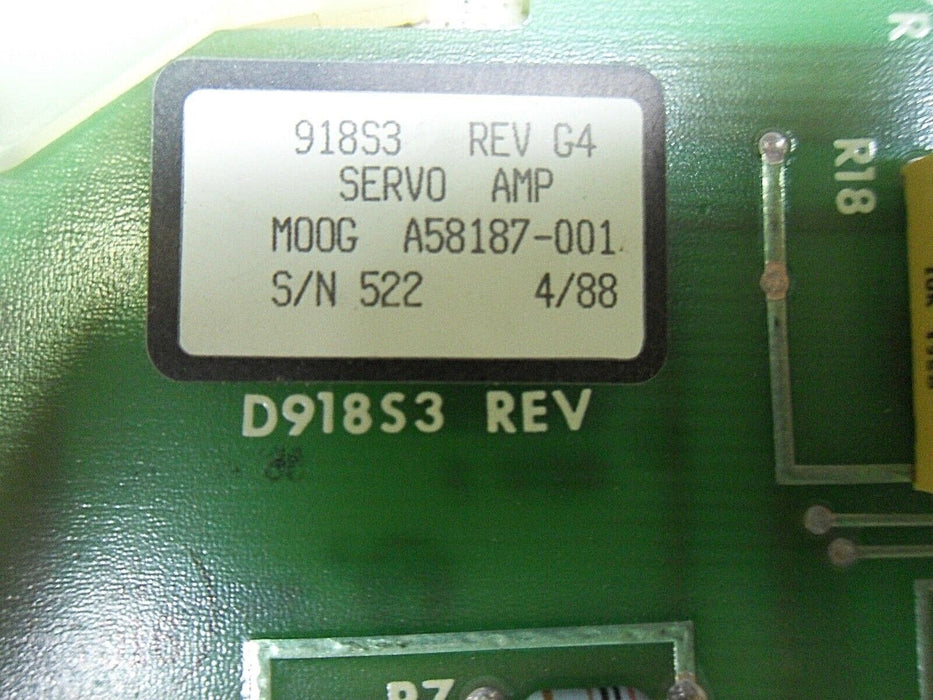 918S3 REV G4
SERVO AMP
MOOG A58187-001
S/N 522 4/88
D918S3 REV
R18
R